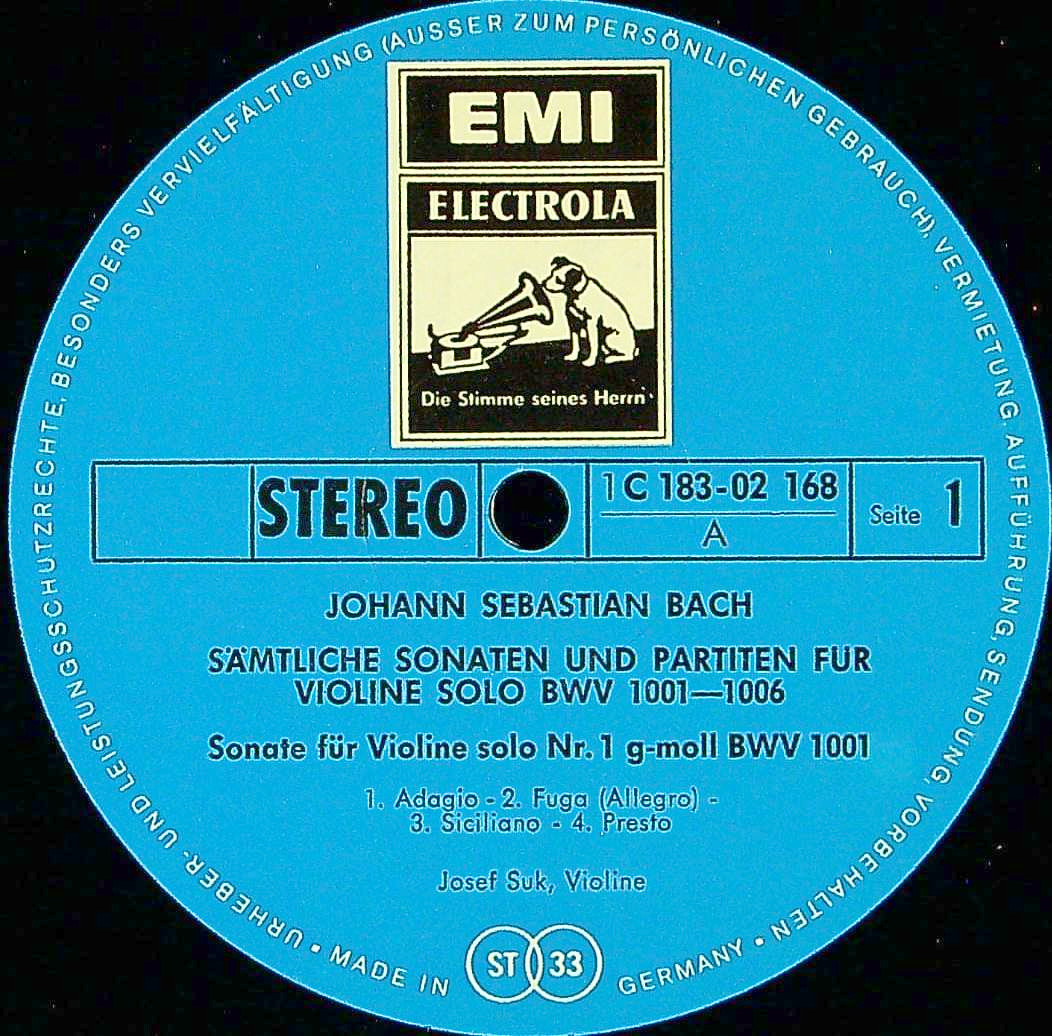 EMI
ELECTROLA
Die Stimme seines Herrn
STEREO
1 C 183-02 168
A
Seite 1
JOHANN SEBASTIAN BACH
SÄMTLICHE SONATEN UND PARTITEN FÜR
VIOLINE SOLO BWV 1001—1006
Sonate für Violine solo Nr. 1 g-moll BWV 1001
1. Adagio - 2. Fuga (Allegro) -
3. Siciliano - 4. Presto
Josef Suk, Violine
ST 33
URHEBER- UND LEISTUNGSSCHUTZRECHTE, BESONDERS VERVIELFÄLTIGUNG (AUSSER ZUM PERSÖNLICHEN GEBRAUCH), VERMIETUNG, AUFFÜHRUNG, SENDUNG, VORBEHALTEN •
MADE IN GERMANY •